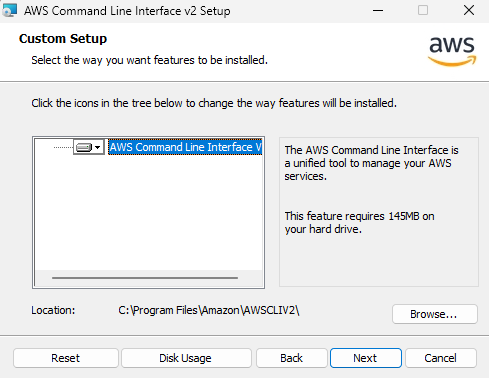 AWS Command Line Interface v2 Setup
Custom Setup
Select the way you want features to be installed.
aws
Click the icons in the tree below to change the way features will be installed.
AWS Command Line Interface V
The AWS Command Line Interface is
a unified tool to manage your AWS
services.
This feature requires 145MB on
your hard drive.
Location:
C:\Program Files\Amazon\AWSCLIV2\
Browse...
Reset
Disk Usage
Back
Next
Cancel